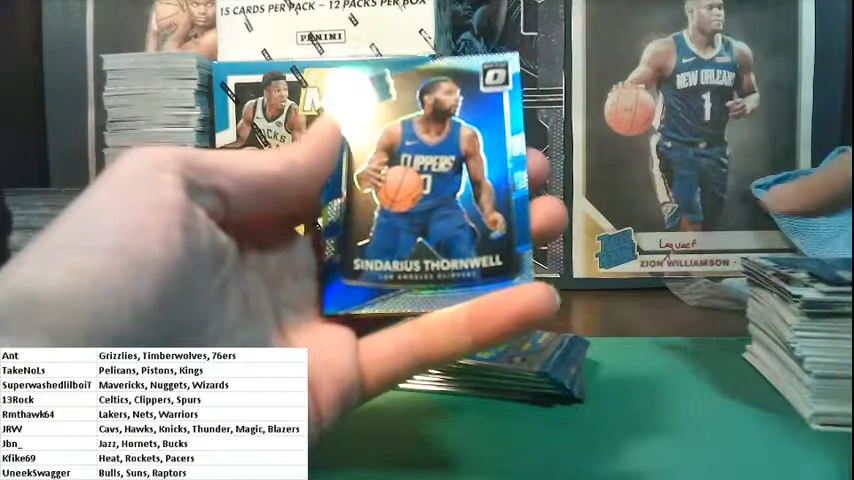 15 CARDS PER PACK - 12 PACKS PER BOX
PANINI
BUCKS
CLIPPERS
SINDARIUS THORNWELL
LOS ANGELES CLIPPERS
NEW ORLEANS
1
ZION WILLIAMSON
Ant Grizzlies, Timberwolves, 76ers
TakeNoLs Pelicans, Pistons, Kings
SuperwashedlilboiT Mavericks, Nuggets, Wizards
13Rock Celtics, Clippers, Spurs
Rmthawk64 Lakers, Nets, Warriors
JRW Cavs, Hawks, Knicks, Thunder, Magic, Blazers
Jbn_ Jazz, Hornets, Bucks
Kfike69 Heat, Rockets, Pacers
UneekSwagger Bulls, Suns, Raptors